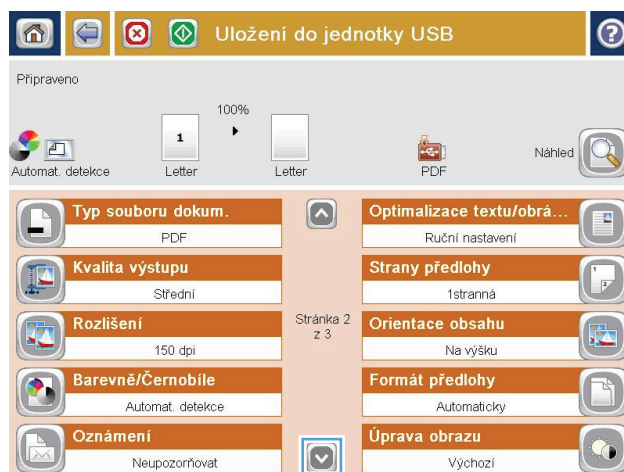 Uložení do jednotky USB
?
Připraveno
100%
1
Automat. detekce
Letter
Letter
PDF
Náhled
Typ souboru dokum.
PDF
Kvalita výstupu
Střední
Rozlišení
150 dpi
Barevně/Černobíle
Automat. detekce
Oznámení
Neupozorňovat
Stránka 2
z 3
Optimalizace textu/obrá...
Ruční nastavení
Strany předlohy
1stranná
1
2
Orientace obsahu
Na výšku
Formát předlohy
Automaticky
Úprava obrazu
Výchozí